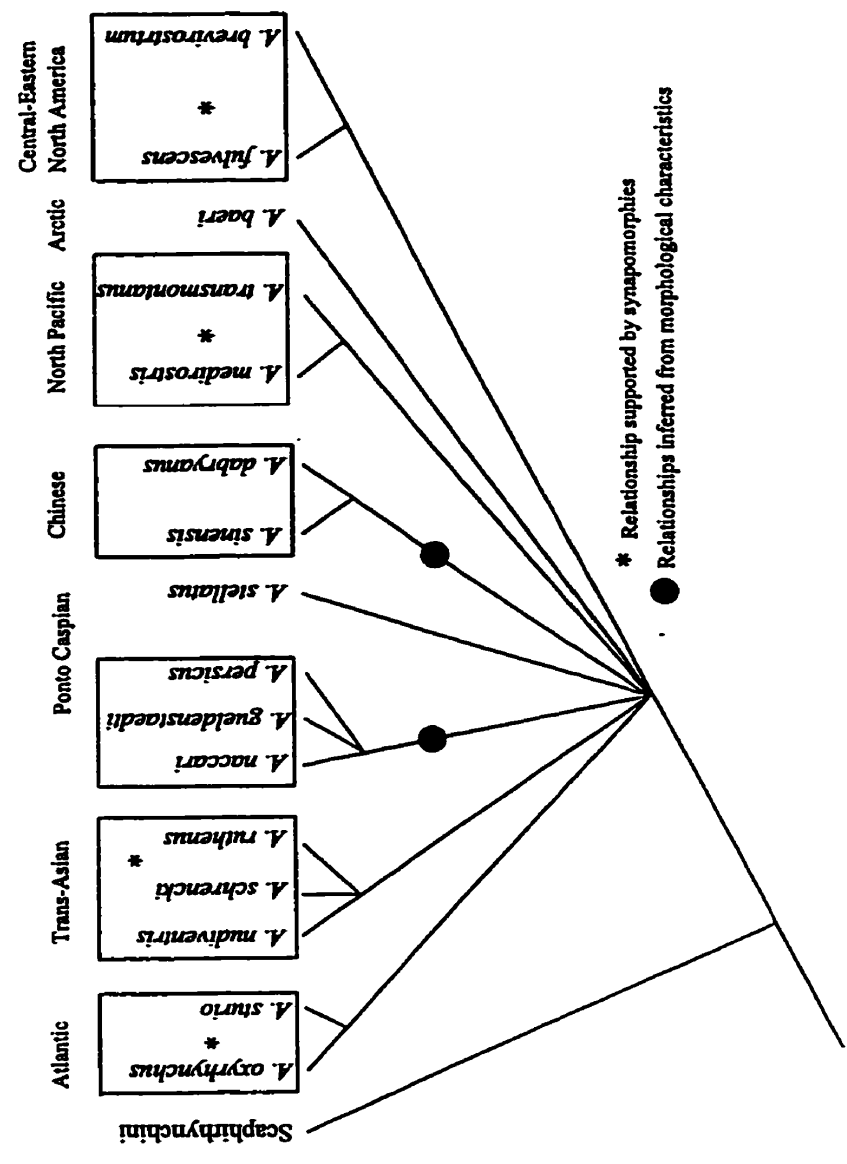 Scaphirhynchini
Atlantic
A. oxyrhynchus
*
A. sturio
Trans-Asian
A. nudiventris
A. schrencki
*
A. ruthenus
Ponto Caspian
A. naccari
A. gueldenstaedti
A. persicus
A. stellatus
Chinese
A. sinensis
A. dabryanus
North Pacific
A. medirostris
*
A. transmontanus
Arctic
A. baeri
Central-Eastern
North America
A. fulvescens
*
A. brevirostrum
* Relationship supported by synapomorphies
Relationships inferred from morphological characteristics